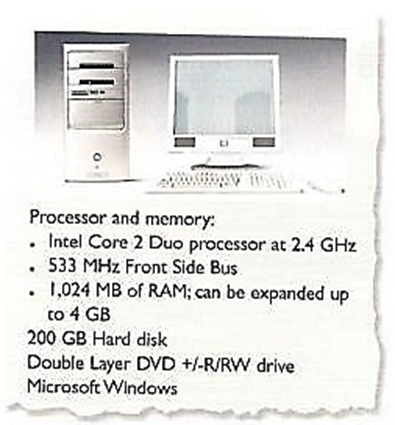 Processor and memory:
• Intel Core 2 Duo processor at 2.4 GHz
• 533 MHz Front Side Bus
• 1,024 MB of RAM; can be expanded up
to 4 GB
200 GB Hard disk
Double Layer DVD +/-R/RW drive
Microsoft Windows